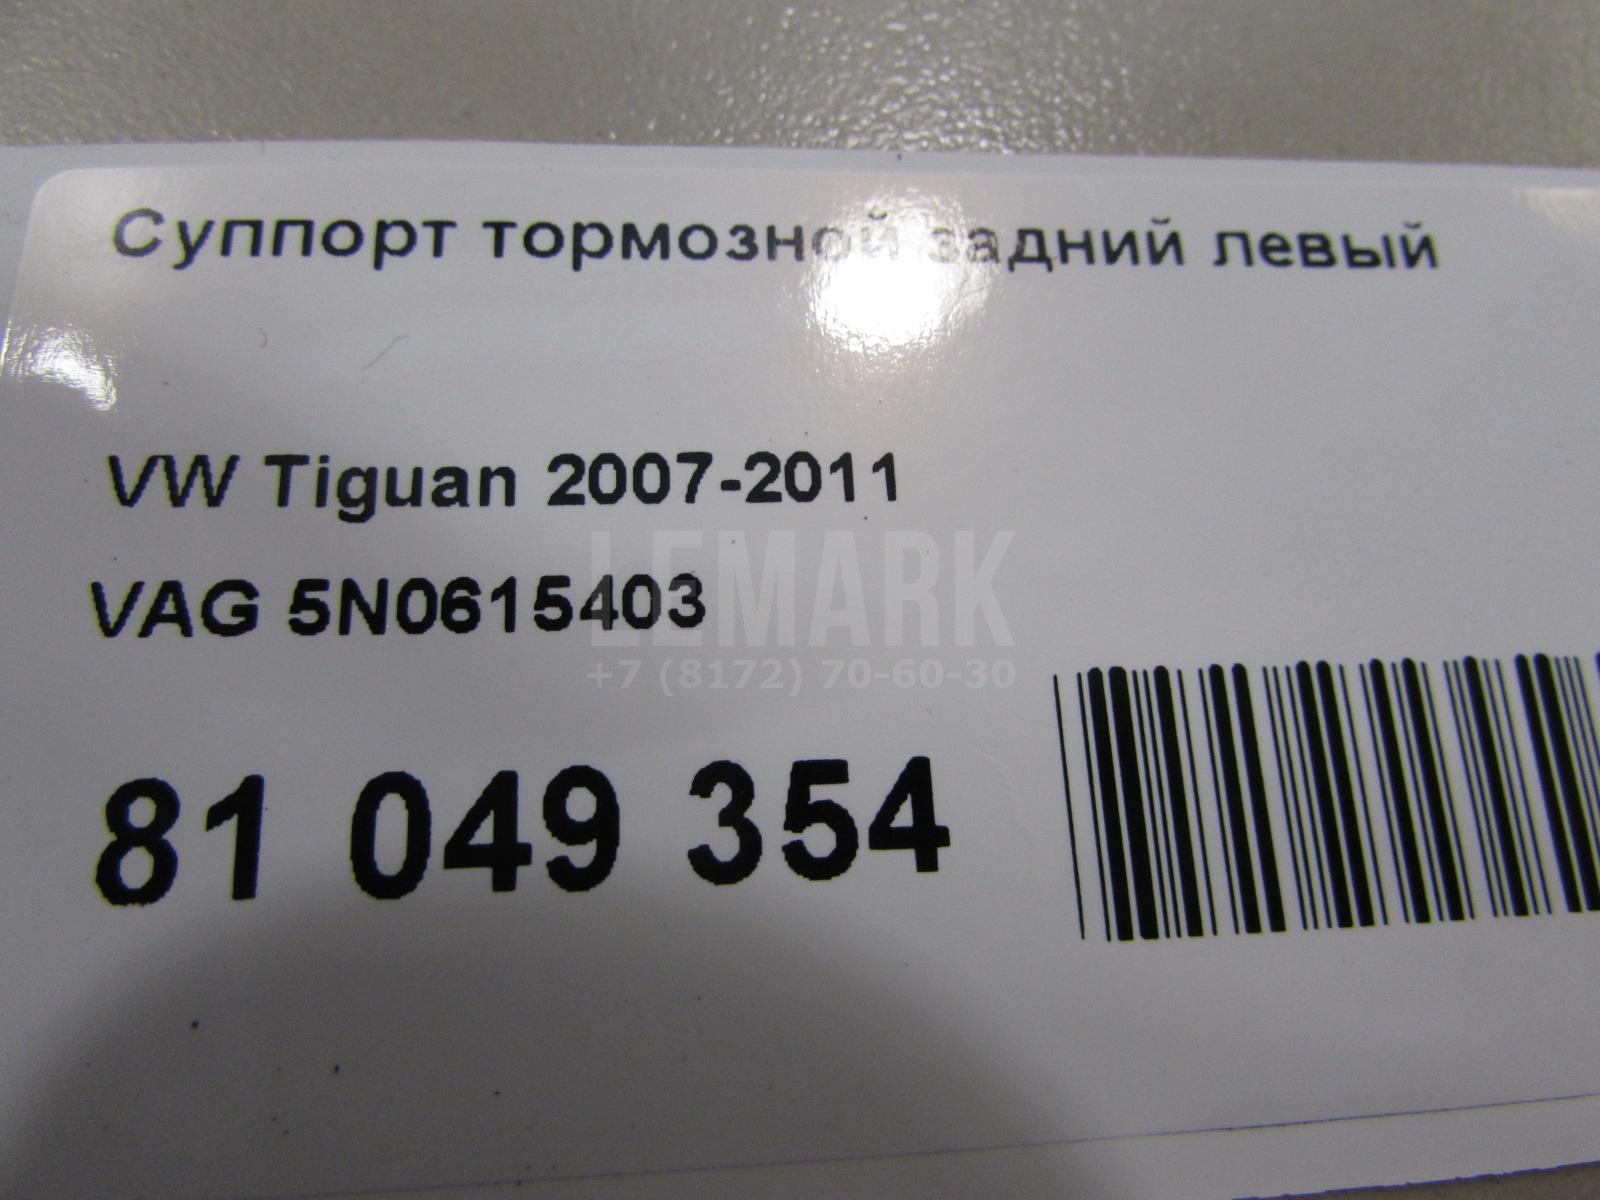 Суппорт тормозной задний левый
VW Tiguan 2007-2011
VAG 5N0615403
LEMARK
+7 (8172) 70-60-30
81 049 354